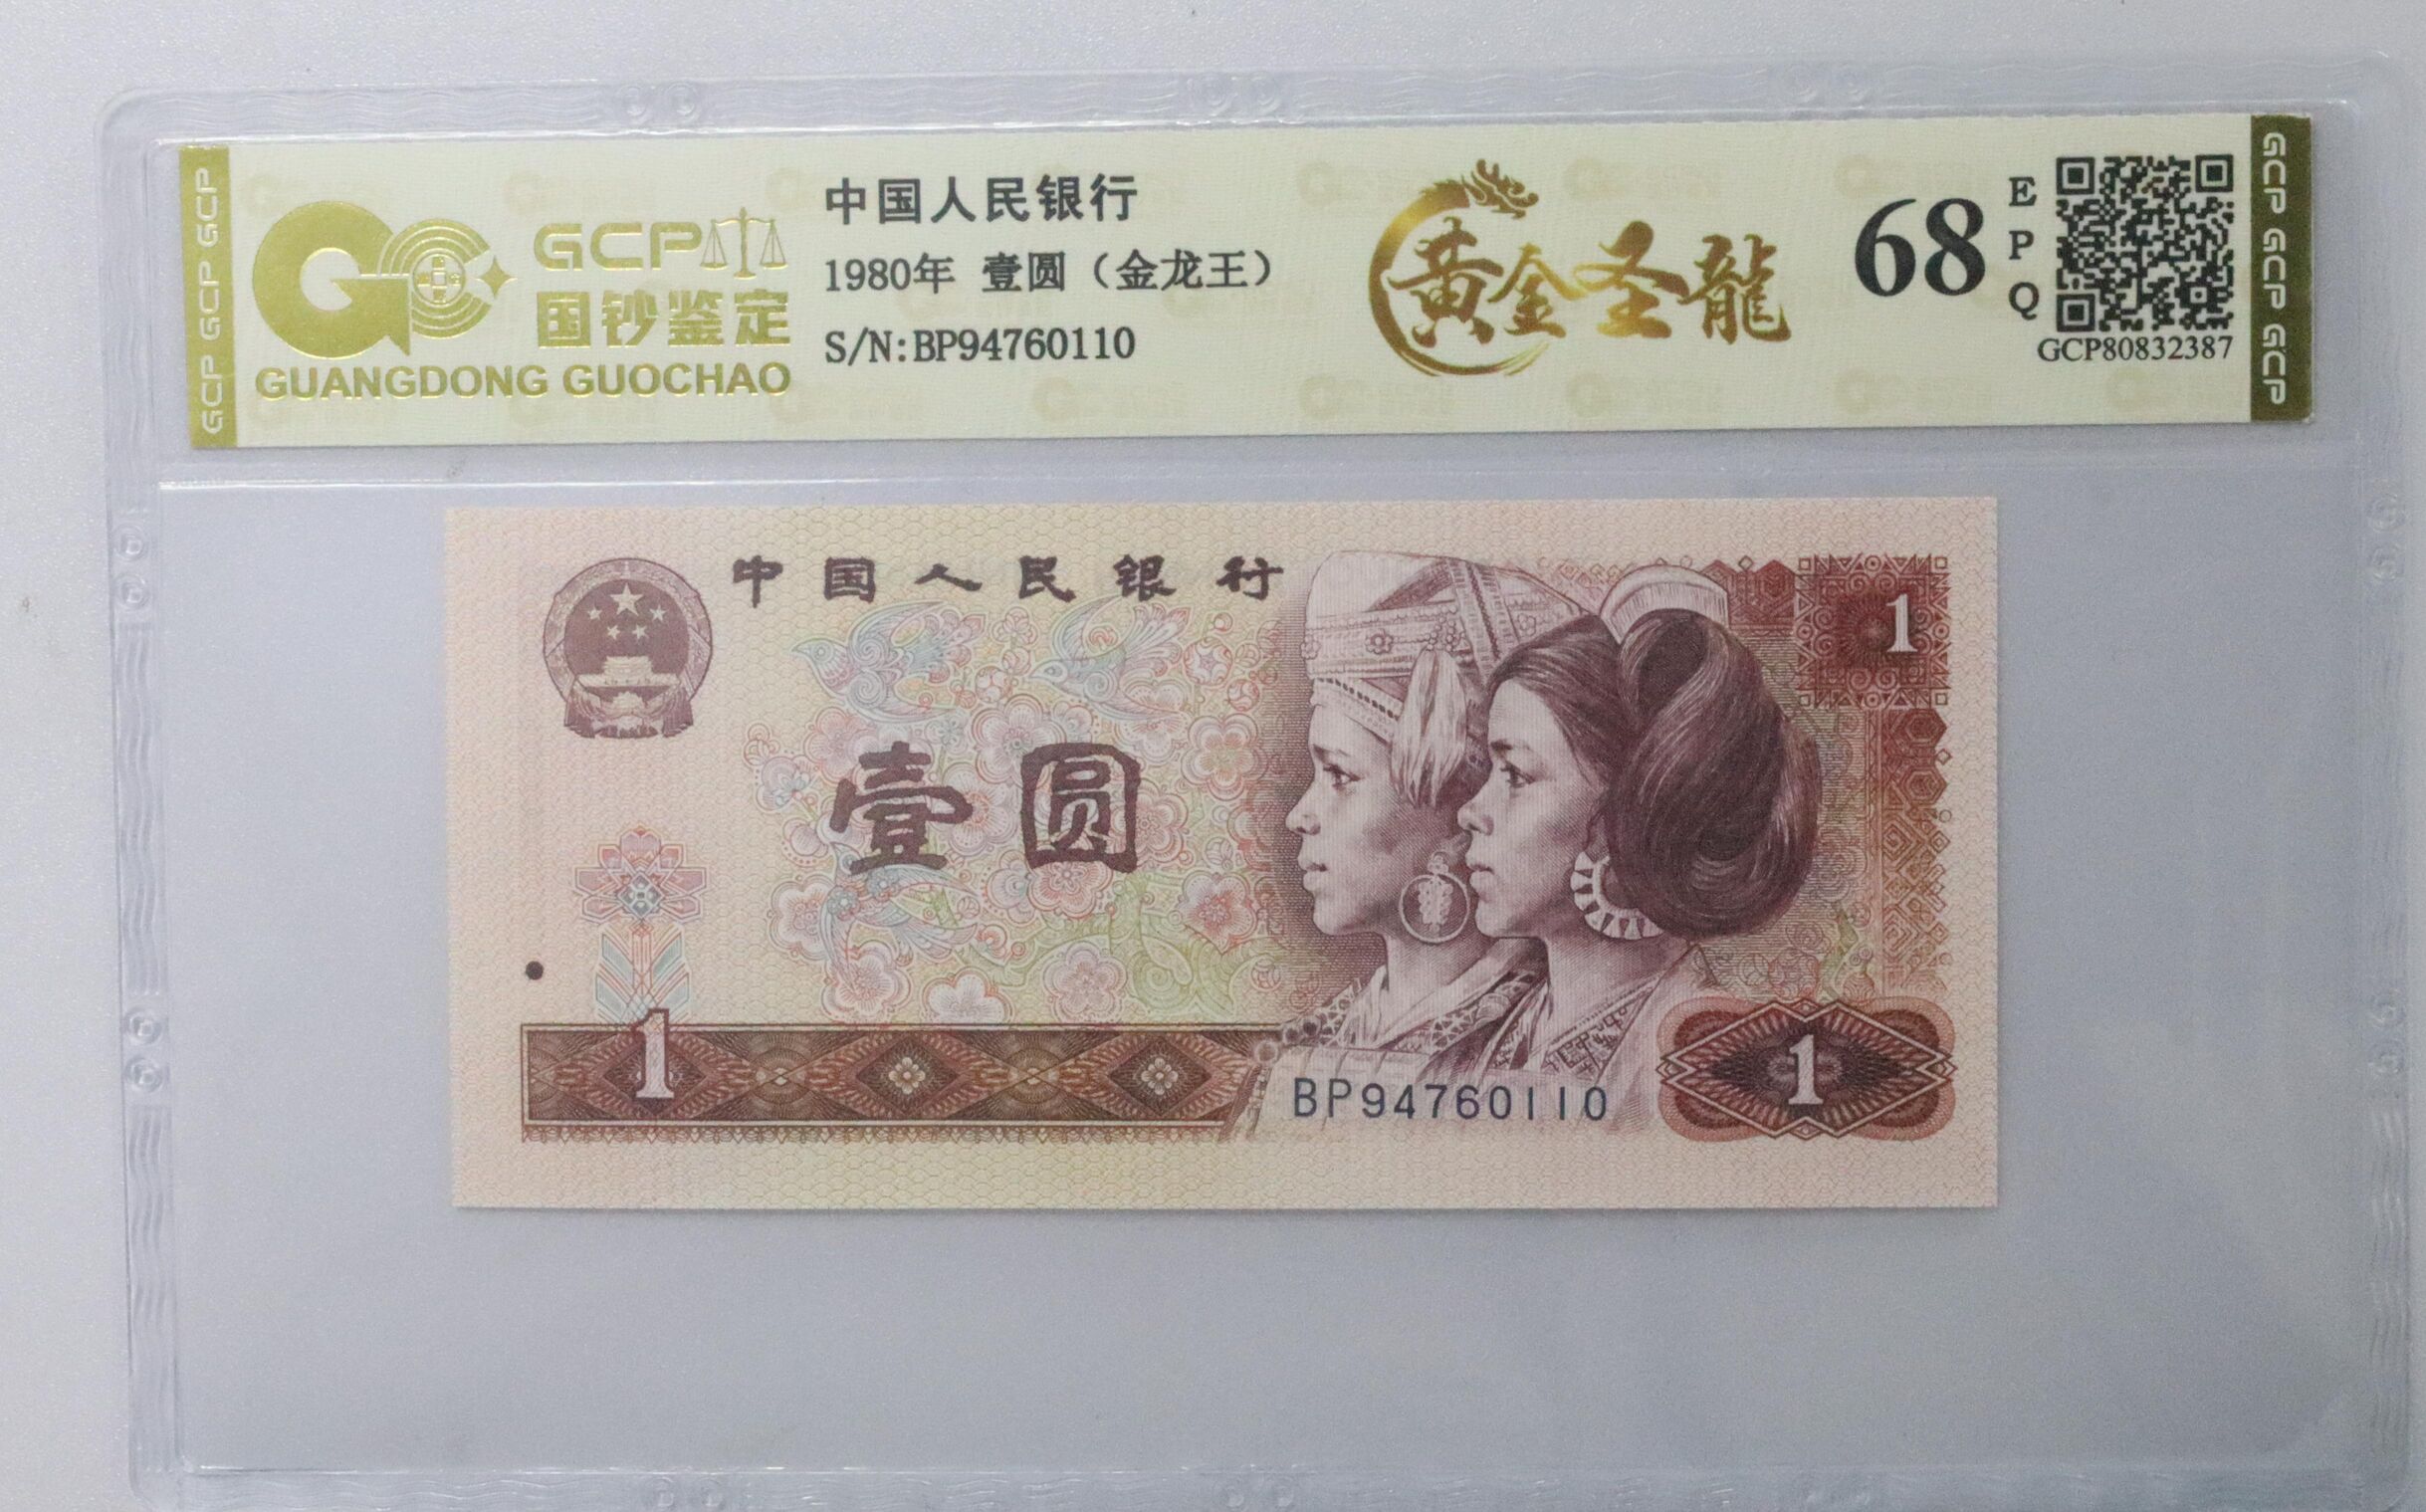 GCP GCP GCP
GCP
国钞鉴定
GUANGDONG GUOCHAO
中国人民银行
1980年 壹圆（金龙王）
S/N:BP94760110
黄金圣龍
68
EPQ
GCP80832387
GCP GCP GCP
中国人民银行
1
壹圆
1
BP94760110
1